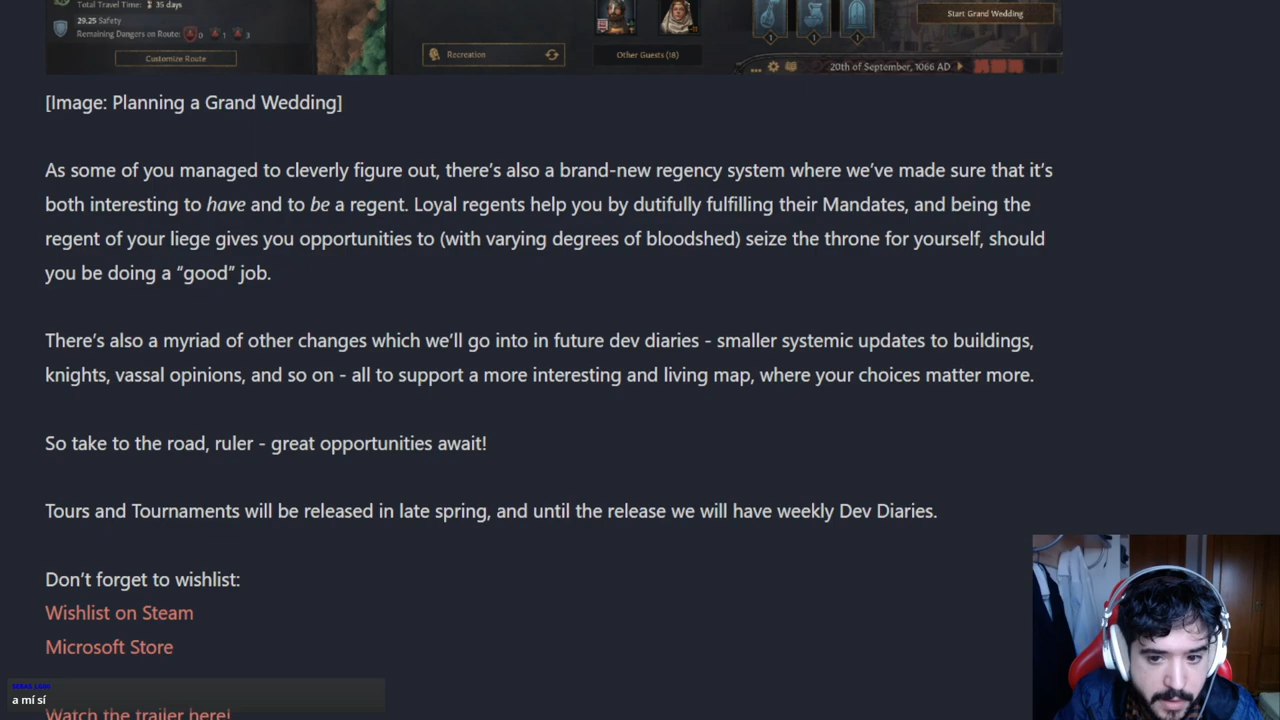 Total Travel Time: 35 days
29.25 Safety
Remaining Dangers on Route: 0 1 3
Customize Route
Recreation
Other Guests (18)
1 1 1
Start Grand Wedding
20th of September, 1066 AD
[Image: Planning a Grand Wedding]
As some of you managed to cleverly figure out, there’s also a brand-new regency system where we’ve made sure that it’s
both interesting to have and to be a regent. Loyal regents help you by dutifully fulfilling their Mandates, and being the
regent of your liege gives you opportunities to (with varying degrees of bloodshed) seize the throne for yourself, should
you be doing a “good” job.
There’s also a myriad of other changes which we’ll go into in future dev diaries - smaller systemic updates to buildings,
knights, vassal opinions, and so on - all to support a more interesting and living map, where your choices matter more.
So take to the road, ruler - great opportunities await!
Tours and Tournaments will be released in late spring, and until the release we will have weekly Dev Diaries.
Don’t forget to wishlist:
Wishlist on Steam
Microsoft Store
a mí sí
Watch the trailer here!